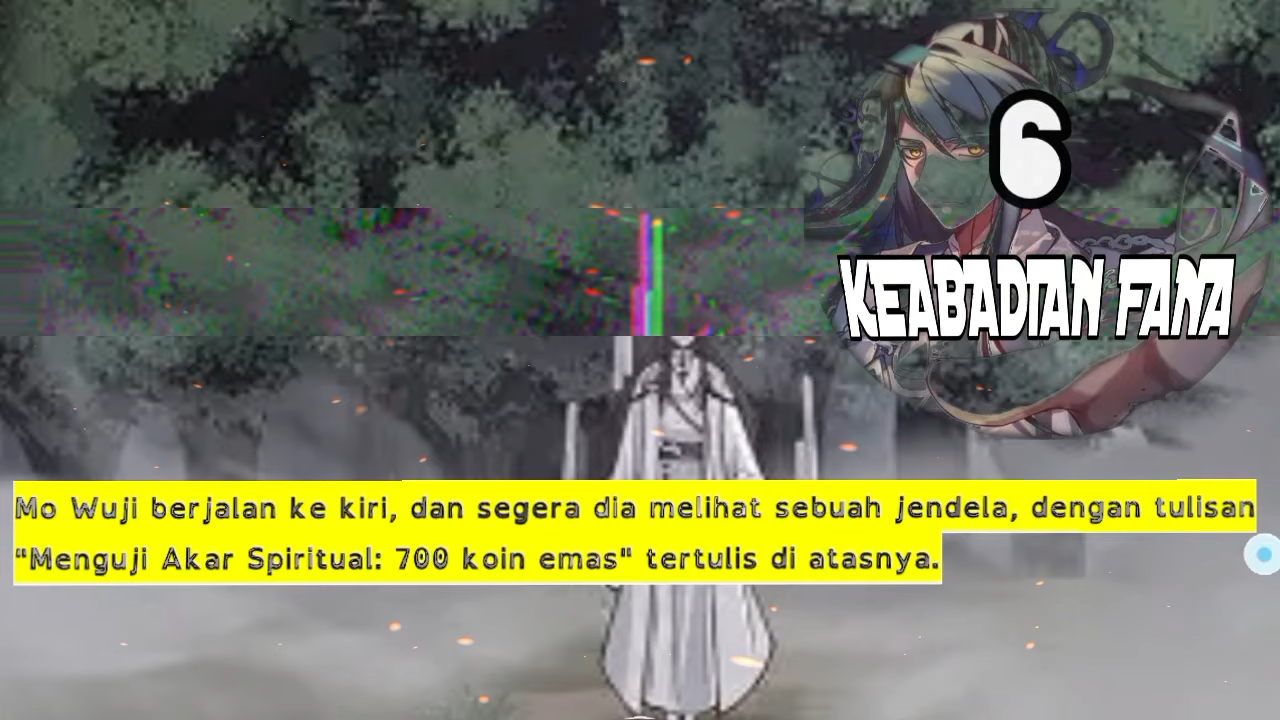 6
KEABADIAN FANA
Mo Wuji berjalan ke kiri, dan segera dia melihat sebuah jendela, dengan tulisan
"Menguji Akar Spiritual: 700 koin emas" tertulis di atasnya.